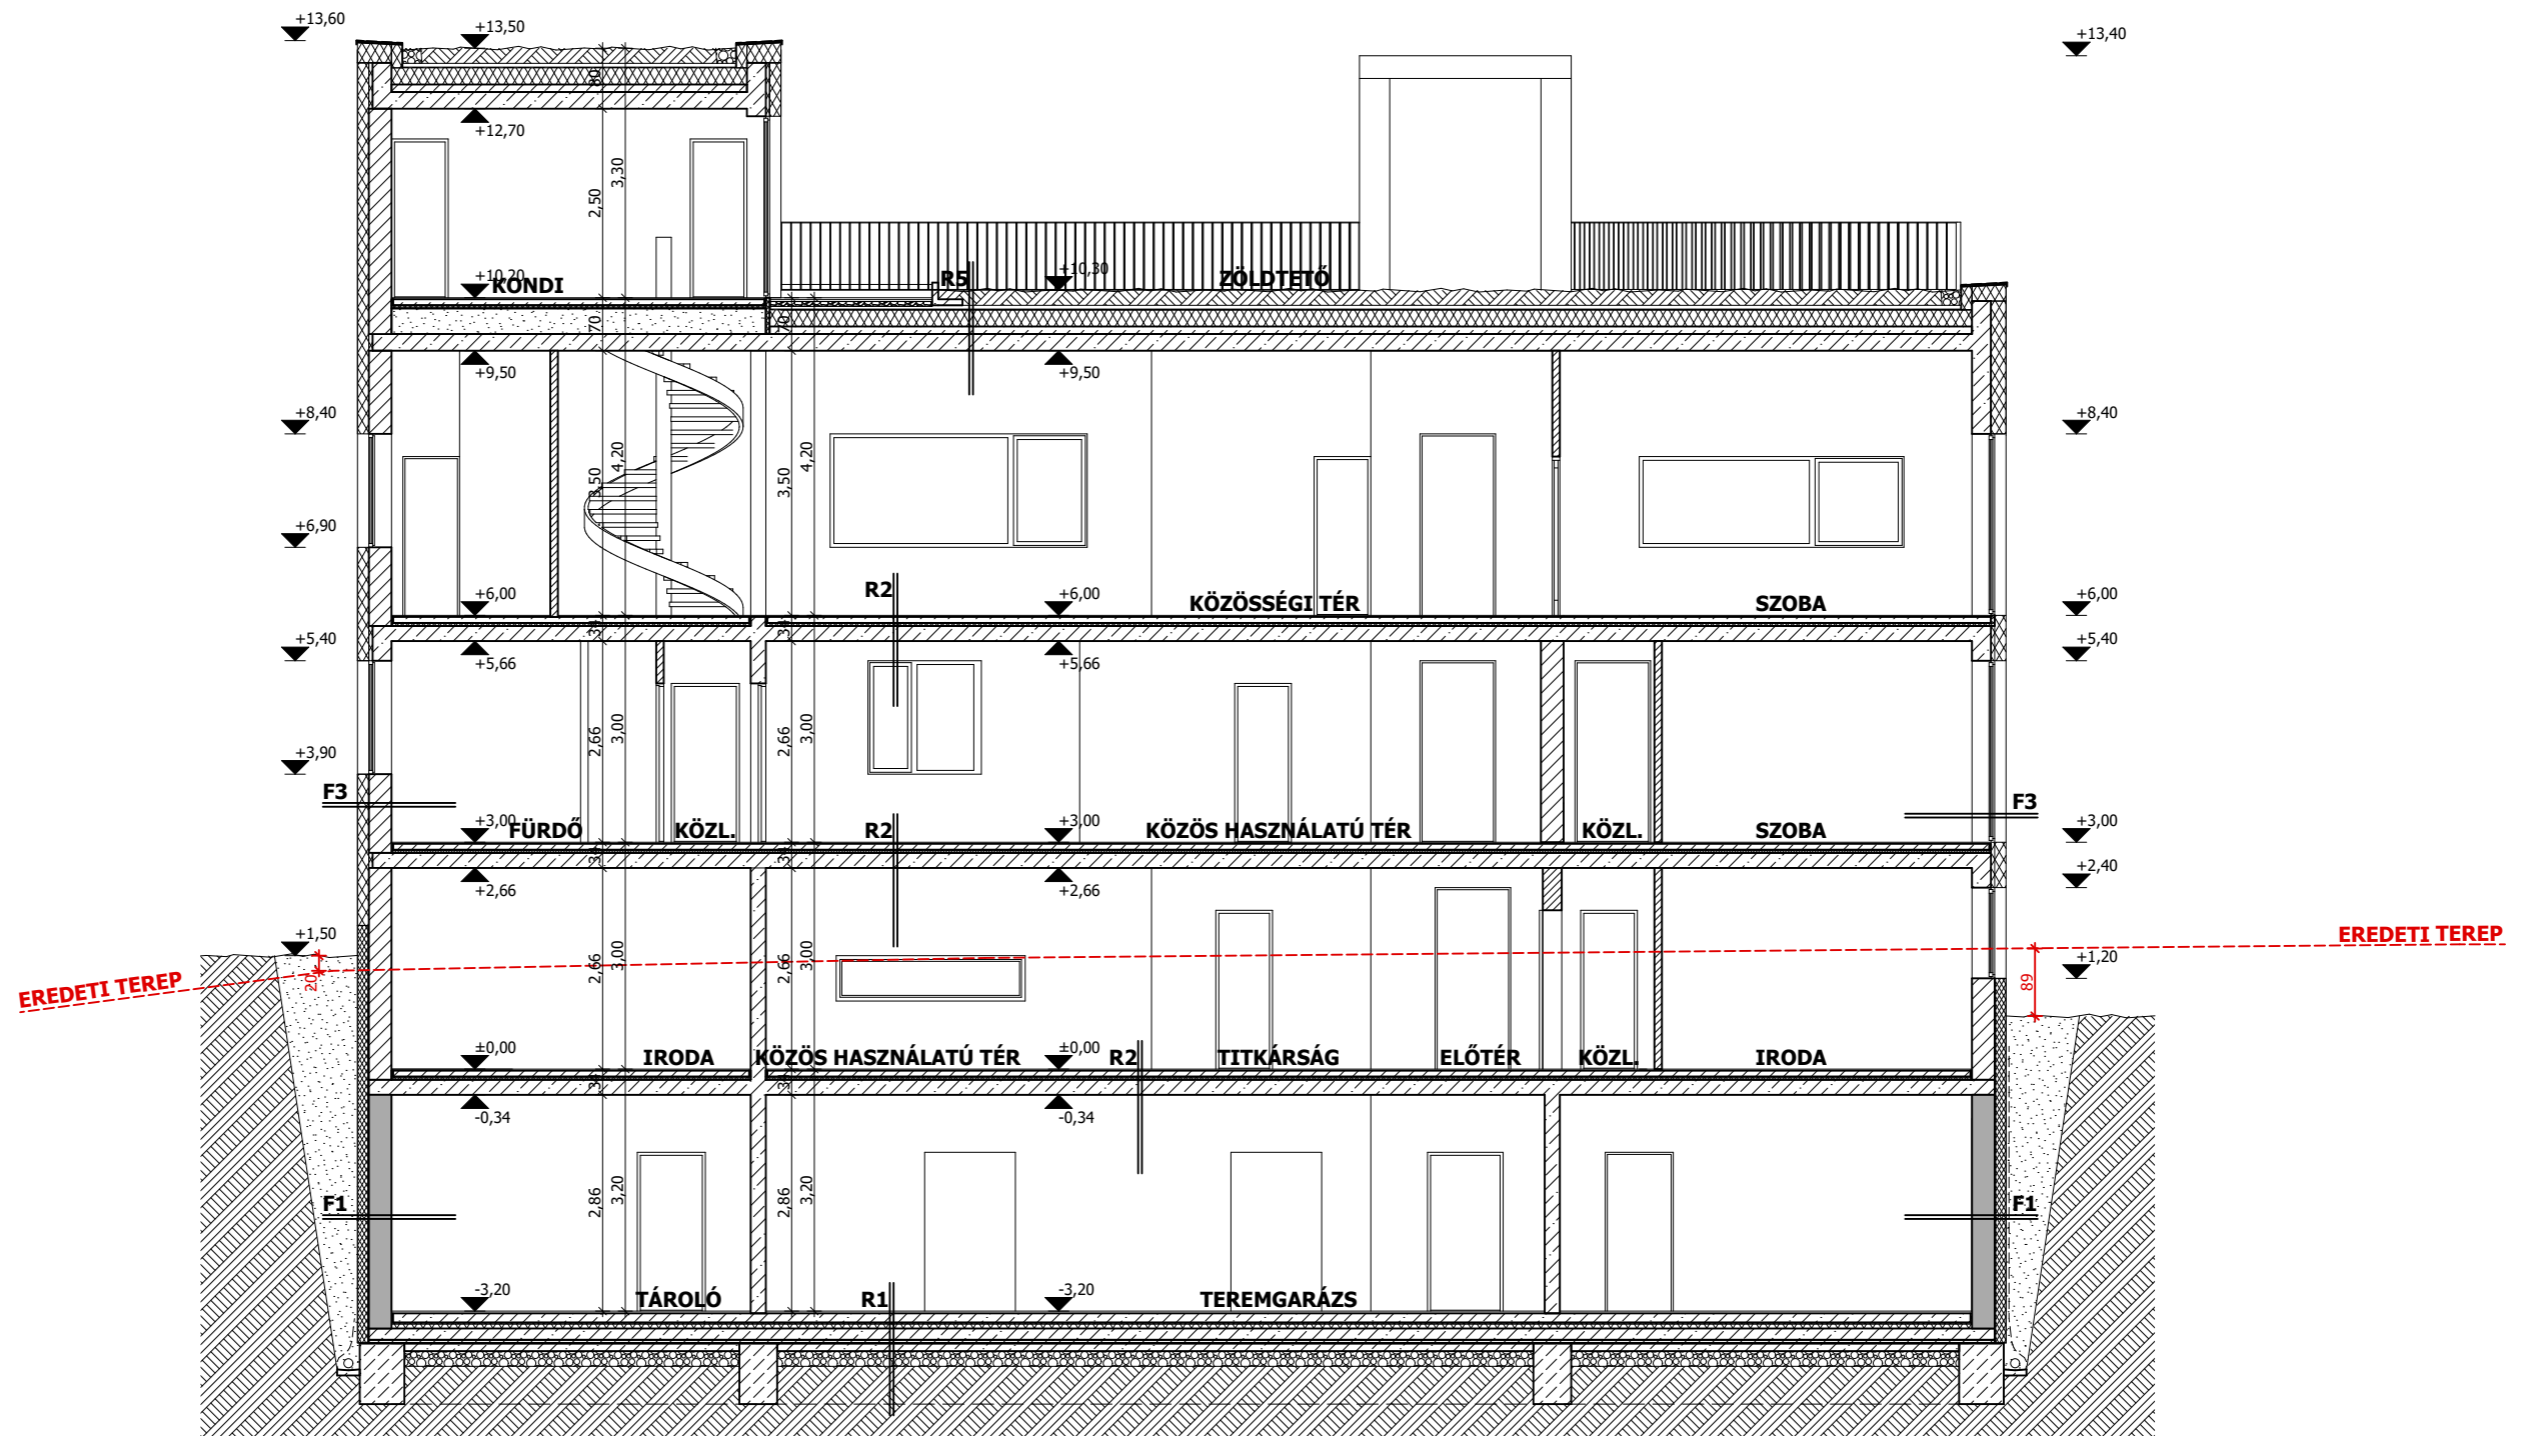 +13,60
+13,50
+13,40
80
+12,70
3,30
2,50
+10,20
KONDI
R5
+10,30
ZÖLDTETŐ
70
70
+9,50
+9,50
+8,40
+8,40
3,50
4,20
3,50
4,20
+6,90
R2
+6,00
+6,00
KÖZÖSSÉGI TÉR
SZOBA
+6,00
34
34
+5,40
+5,66
+5,66
+5,40
2,66
3,00
2,66
3,00
+3,90
F3
F3
+3,00
FÜRDŐ
KÖZL.
R2
+3,00
KÖZÖS HASZNÁLATÚ TÉR
KÖZL.
SZOBA
+3,00
34
34
+2,66
+2,66
+2,40
+1,50
EREDETI TEREP
2,66
3,00
2,66
3,00
+1,20
EREDETI TEREP
20
89
±0,00
IRODA
KÖZÖS HASZNÁLATÚ TÉR
±0,00
R2
TITKÁRSÁG
ELŐTÉR
KÖZL.
IRODA
34
34
-0,34
-0,34
2,86
3,20
2,86
3,20
F1
F1
-3,20
TÁROLÓ
R1
-3,20
TEREMGARÁZS